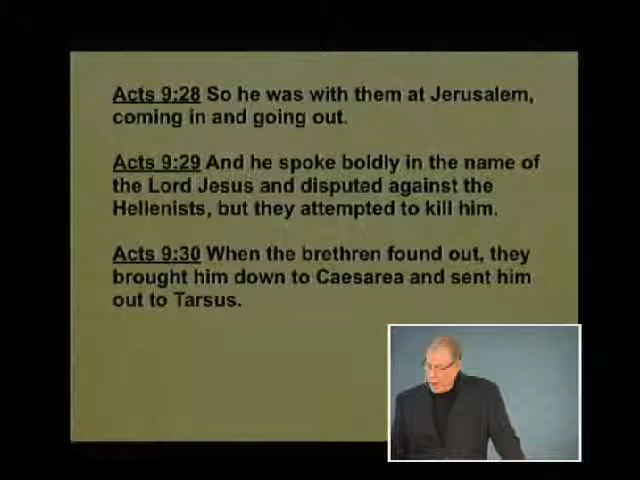 Acts 9:28 So he was with them at Jerusalem,
coming in and going out.
Acts 9:29 And he spoke boldly in the name of
the Lord Jesus and disputed against the
Hellenists, but they attempted to kill him.
Acts 9:30 When the brethren found out, they
brought him down to Caesarea and sent him
out to Tarsus.